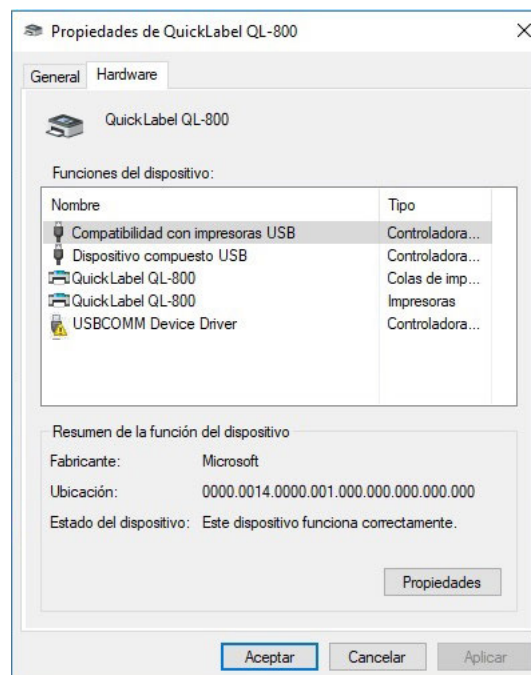 Propiedades de QuickLabel QL-800
General Hardware
QuickLabel QL-800
Funciones del dispositivo:
Nombre Tipo
Compatibilidad con impresoras USB Controladora...
Dispositivo compuesto USB Controladora...
QuickLabel QL-800 Colas de imp...
QuickLabel QL-800 Impresoras
USBCOMM Device Driver Controladora...
Resumen de la función del dispositivo
Fabricante: Microsoft
Ubicación: 0000.0014.0000.001.000.000.000.000.000
Estado del dispositivo: Este dispositivo funciona correctamente.
Propiedades
Aceptar Cancelar Aplicar